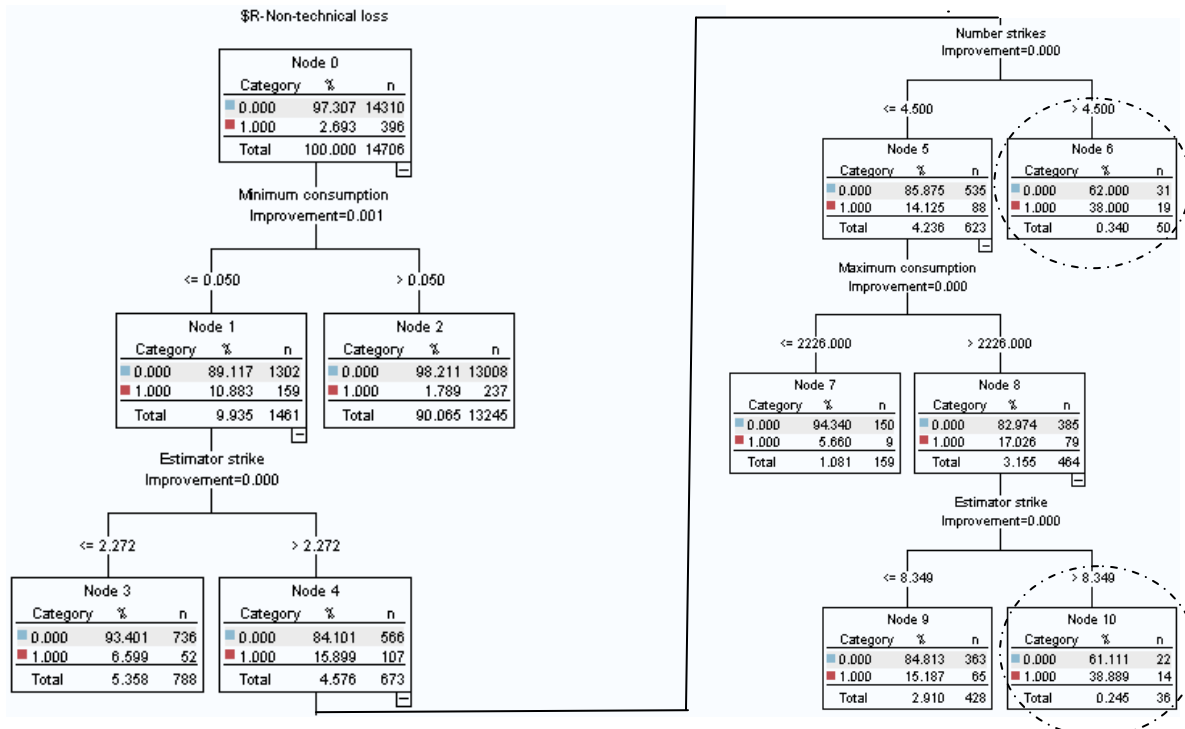 $R-Non-technical loss
Node 0
Category % n
0.000 97.307 14310
1.000 2.693 396
Total 100.000 14706
Minimum consumption
Improvement=0.001
<= 0.050 > 0.050
Node 1
Category % n
0.000 89.117 1302
1.000 10.883 159
Total 9.935 1461
Node 2
Category % n
0.000 98.211 13008
1.000 1.789 237
Total 90.065 13245
Estimator strike
Improvement=0.000
<= 2.272 > 2.272
Node 3
Category % n
0.000 93.401 736
1.000 6.599 52
Total 5.358 788
Node 4
Category % n
0.000 84.101 566
1.000 15.899 107
Total 4.576 673
Number strikes
Improvement=0.000
<= 4.500 > 4.500
Node 5
Category % n
0.000 85.875 535
1.000 14.125 88
Total 4.236 623
Node 6
Category % n
0.000 62.000 31
1.000 38.000 19
Total 0.340 50
Maximum consumption
Improvement=0.000
<= 2226.000 > 2226.000
Node 7
Category % n
0.000 94.340 150
1.000 5.660 9
Total 1.081 159
Node 8
Category % n
0.000 82.974 385
1.000 17.026 79
Total 3.155 464
Estimator strike
Improvement=0.000
<= 8.349 > 8.349
Node 9
Category % n
0.000 84.813 363
1.000 15.187 65
Total 2.910 428
Node 10
Category % n
0.000 61.111 22
1.000 38.889 14
Total 0.245 36